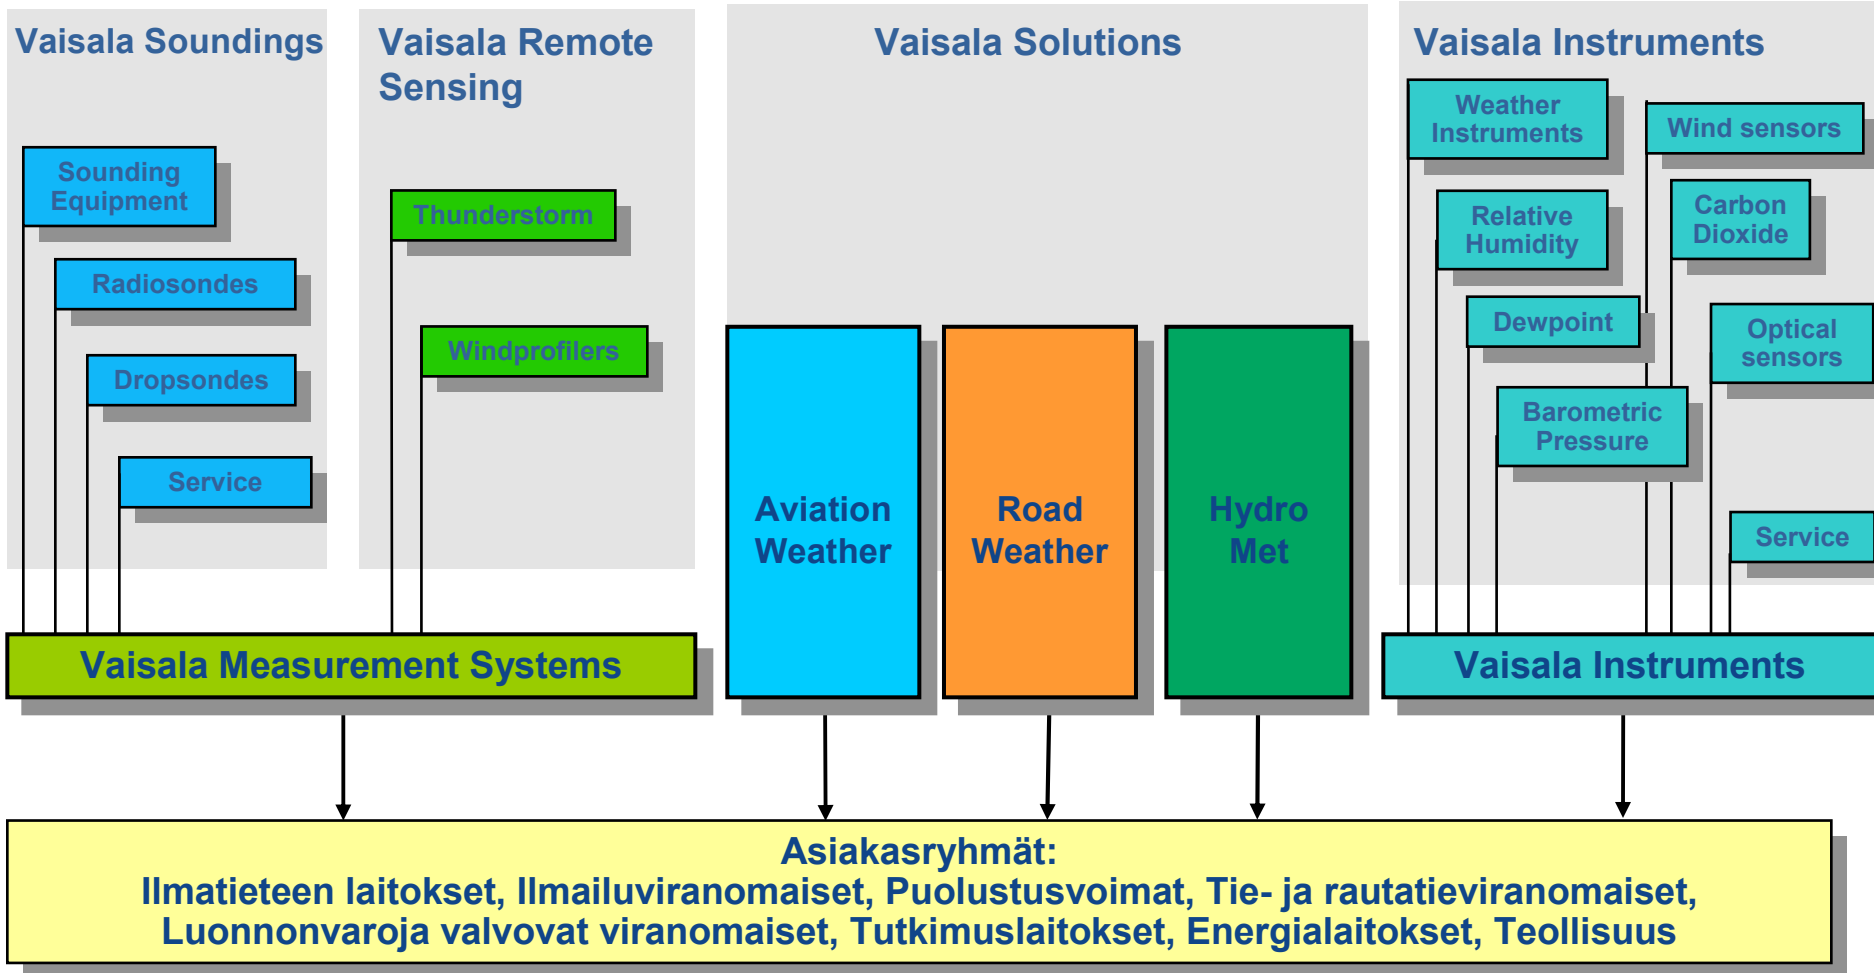 Vaisala Soundings
Sounding
Equipment
Radiosondes
Dropsondes
Service
Vaisala Remote
Sensing
Thunderstorm
Windprofilers
Vaisala Measurement Systems
Vaisala Solutions
Aviation
Weather
Road
Weather
Hydro
Met
Vaisala Instruments
Weather
Instruments
Relative
Humidity
Dewpoint
Barometric
Pressure
Wind sensors
Carbon
Dioxide
Optical
sensors
Service
Vaisala Instruments
Asiakasryhmät:
Ilmatieteen laitokset, Ilmailuviranomaiset, Puolustusvoimat, Tie- ja rautatieviranomaiset,
Luonnonvaroja valvovat viranomaiset, Tutkimuslaitokset, Energialaitokset, Teollisuus